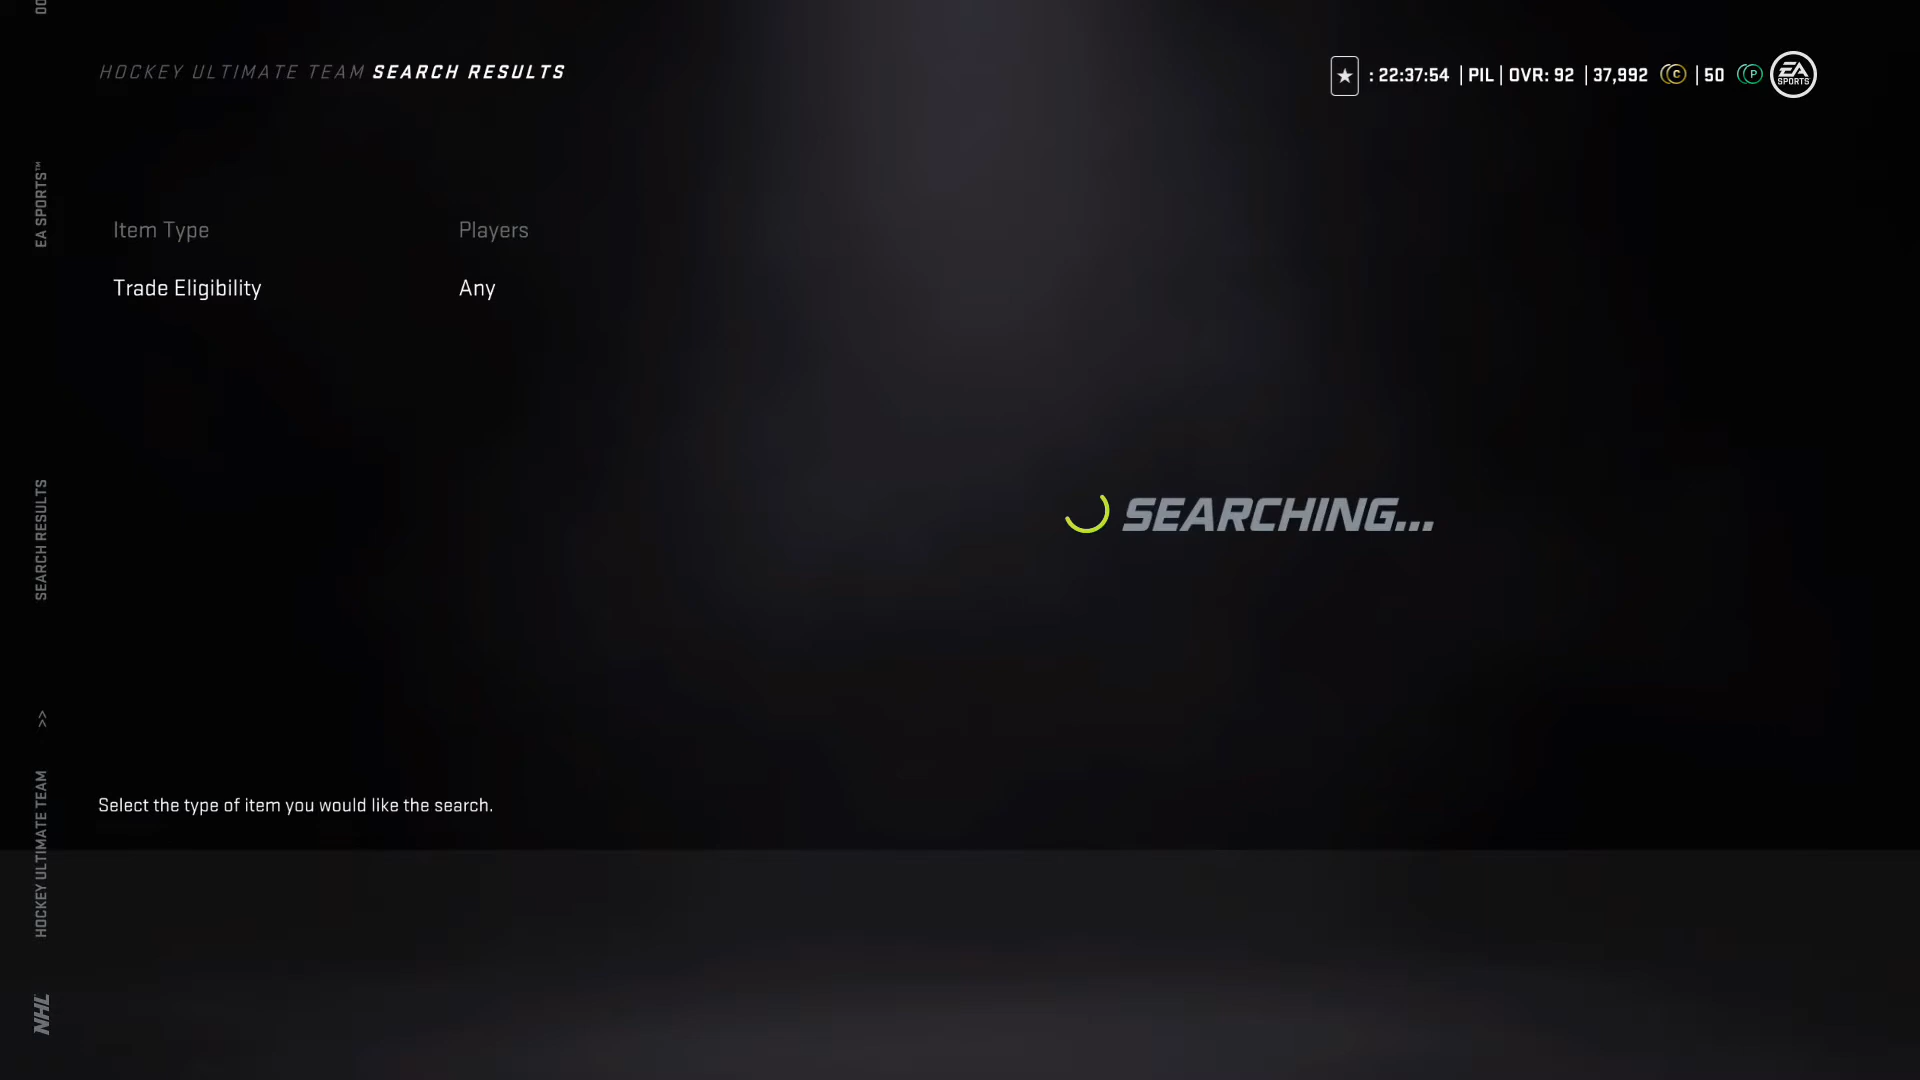 HOCKEY ULTIMATE TEAM SEARCH RESULTS
★ : 22:37:54 | PIL | OVR: 92 | 37,992 C | 50 P EA SPORTS
Item Type Players
Trade Eligibility Any
SEARCHING...
Select the type of item you would like the search.
NHL HOCKEY ULTIMATE TEAM >> SEARCH RESULTS EA SPORTS™